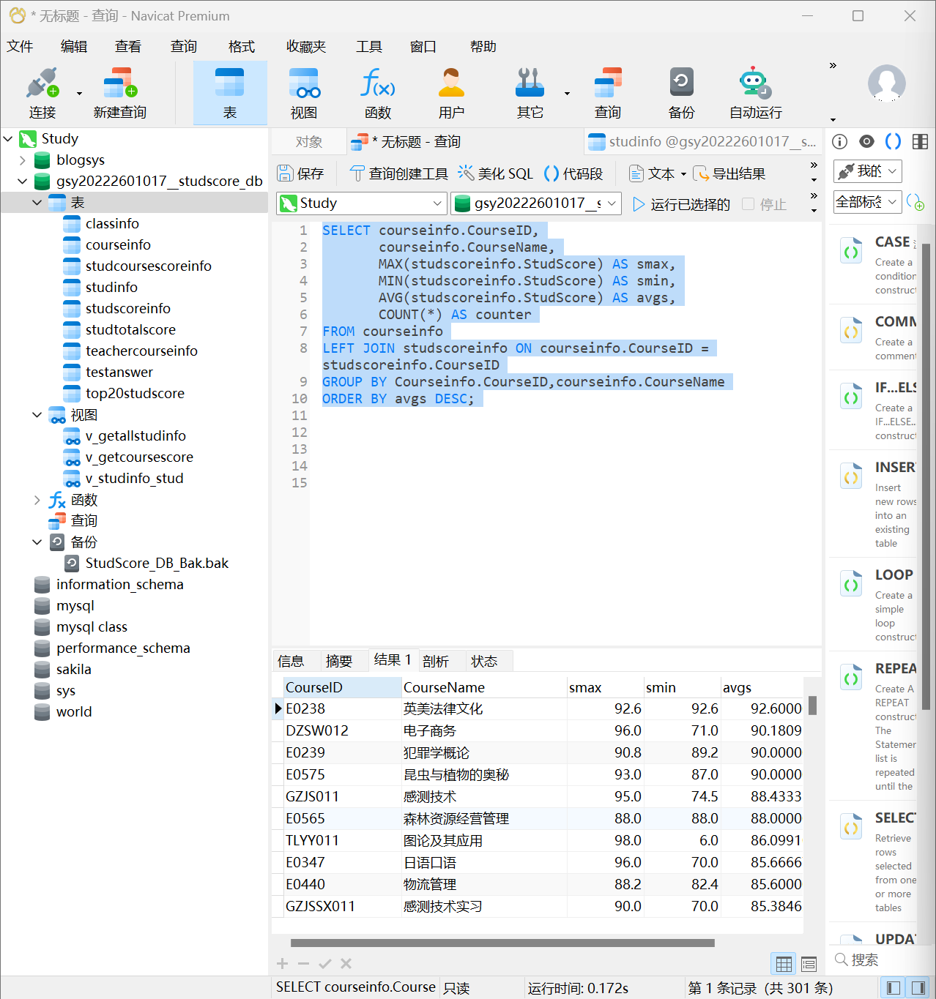 * 无标题 - 查询 - Navicat Premium
文件 编辑 查看 查询 格式 收藏夹 工具 窗口 帮助
连接 新建查询 表 视图 函数 用户 其它 查询 备份 自动运行
Study
blogsys
gsy20222601017__studscore_db
表
classinfo
courseinfo
studcoursescoreinfo
studinfo
studscoreinfo
studtotalscore
teachercourseinfo
testanswer
top20studscore
视图
v_getallstudinfo
v_getcoursescore
v_studinfo_stud
函数
查询
备份
StudScore_DB_Bak.bak
information_schema
mysql
mysql class
performance_schema
sakila
sys
world
对象 * 无标题 - 查询 studinfo @gsy20222601017__s...
保存 查询创建工具 美化 SQL 代码段 文本 导出结果
Study gsy20222601017__s 运行已选择的 停止
1 SELECT courseinfo.CourseID,
2 courseinfo.CourseName,
3 MAX(studscoreinfo.StudScore) AS smax,
4 MIN(studscoreinfo.StudScore) AS smin,
5 AVG(studscoreinfo.StudScore) AS avgs,
6 COUNT(*) AS counter
7 FROM courseinfo
8 LEFT JOIN studscoreinfo ON courseinfo.CourseID =
studscoreinfo.CourseID
9 GROUP BY Courseinfo.CourseID,courseinfo.CourseName
10 ORDER BY avgs DESC;
11
12
13
14
15
信息 摘要 结果 1 剖析 状态
CourseID CourseName smax smin avgs
E0238 英美法律文化 92.6 92.6 92.6000
DZSW012 电子商务 96.0 71.0 90.1809
E0239 犯罪学概论 90.8 89.2 90.0000
E0575 昆虫与植物的奥秘 93.0 87.0 90.0000
GZJS011 感测技术 95.0 74.5 88.4333
E0565 森林资源经营管理 88.0 88.0 88.0000
TLYY011 图论及其应用 98.0 6.0 86.0991
E0347 日语口语 96.0 70.0 85.6666
E0440 物流管理 88.2 82.4 85.6000
GZJSSX011 感测技术实习 90.0 70.0 85.3846
我的
全部标签
CASE
Create a
condition
construct
COMM
Create a
comment
IF...ELS
Create a
IF...ELSE..
construct
INSER
Insert
new rows
into an
existing
table
LOOP
Create a
simple
loop
construct
REPEA
Create A
REPEAT
construct
The
Statemer
list is
repeated
until the
SELECT
Retrieve
rows
selected
from one
or more
tables
UPDA
搜索
SELECT courseinfo.Course 只读 运行时间: 0.172s 第 1 条记录 (共 301 条)